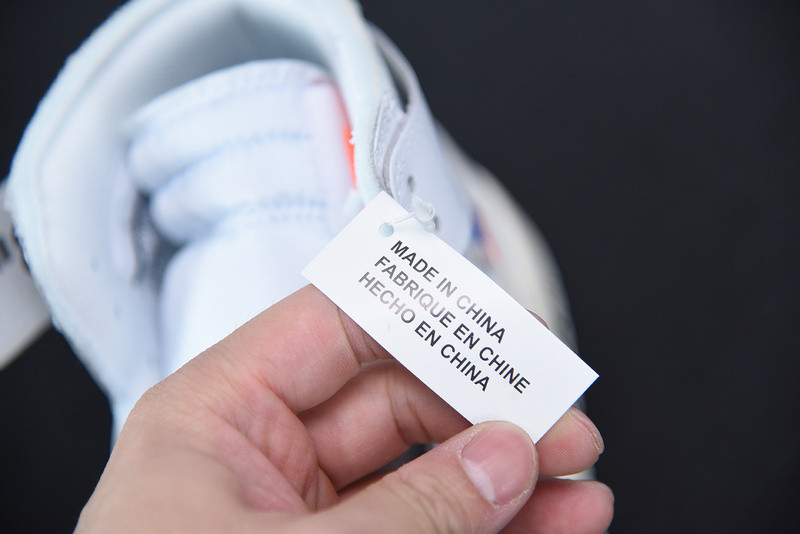 MADE IN CHINA
FABRIQUE EN CHINE
HECHO EN CHINA